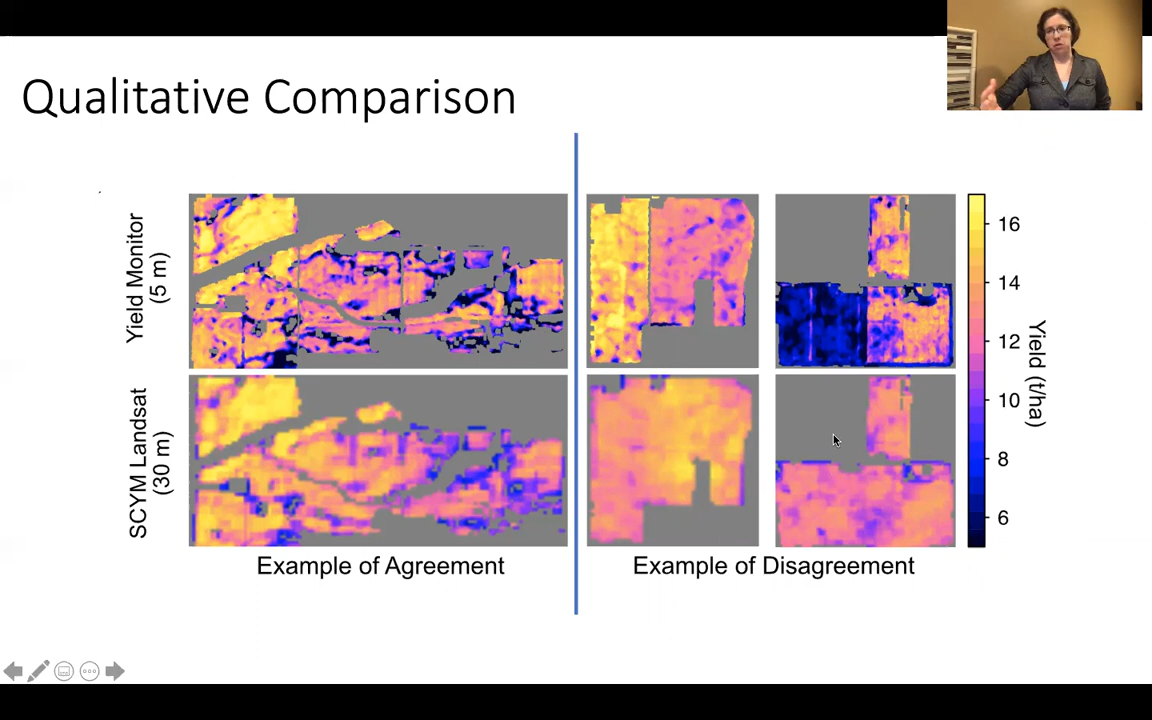 Qualitative Comparison
Yield Monitor
(5 m)
SCYM Landsat
(30 m)
16
14
12
10
8
6
Yield (t/ha)
Example of Agreement
Example of Disagreement